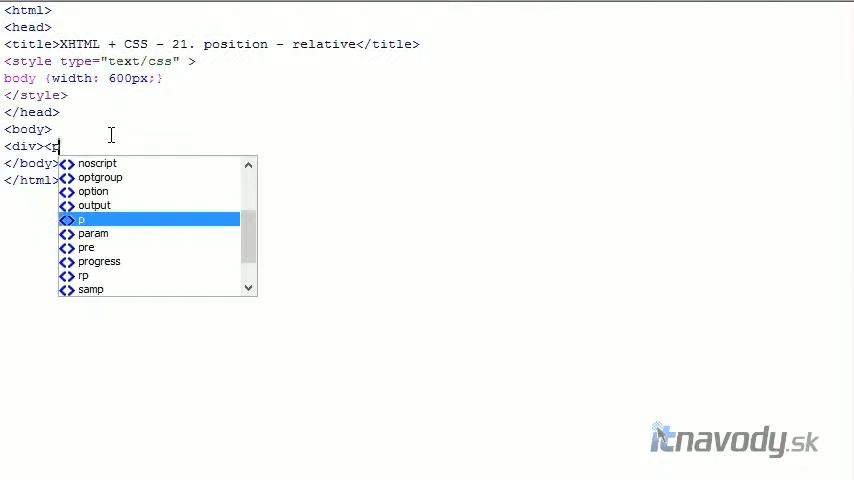 <html>
<head>
<title>XHTML + CSS - 21. position - relative</title>
<style type="text/css" >
body {width: 600px;}
</style>
</head>
<body>
<div><p
</body>
</html>
noscript
optgroup
option
output
p
param
pre
progress
rp
samp
itnavody.sk